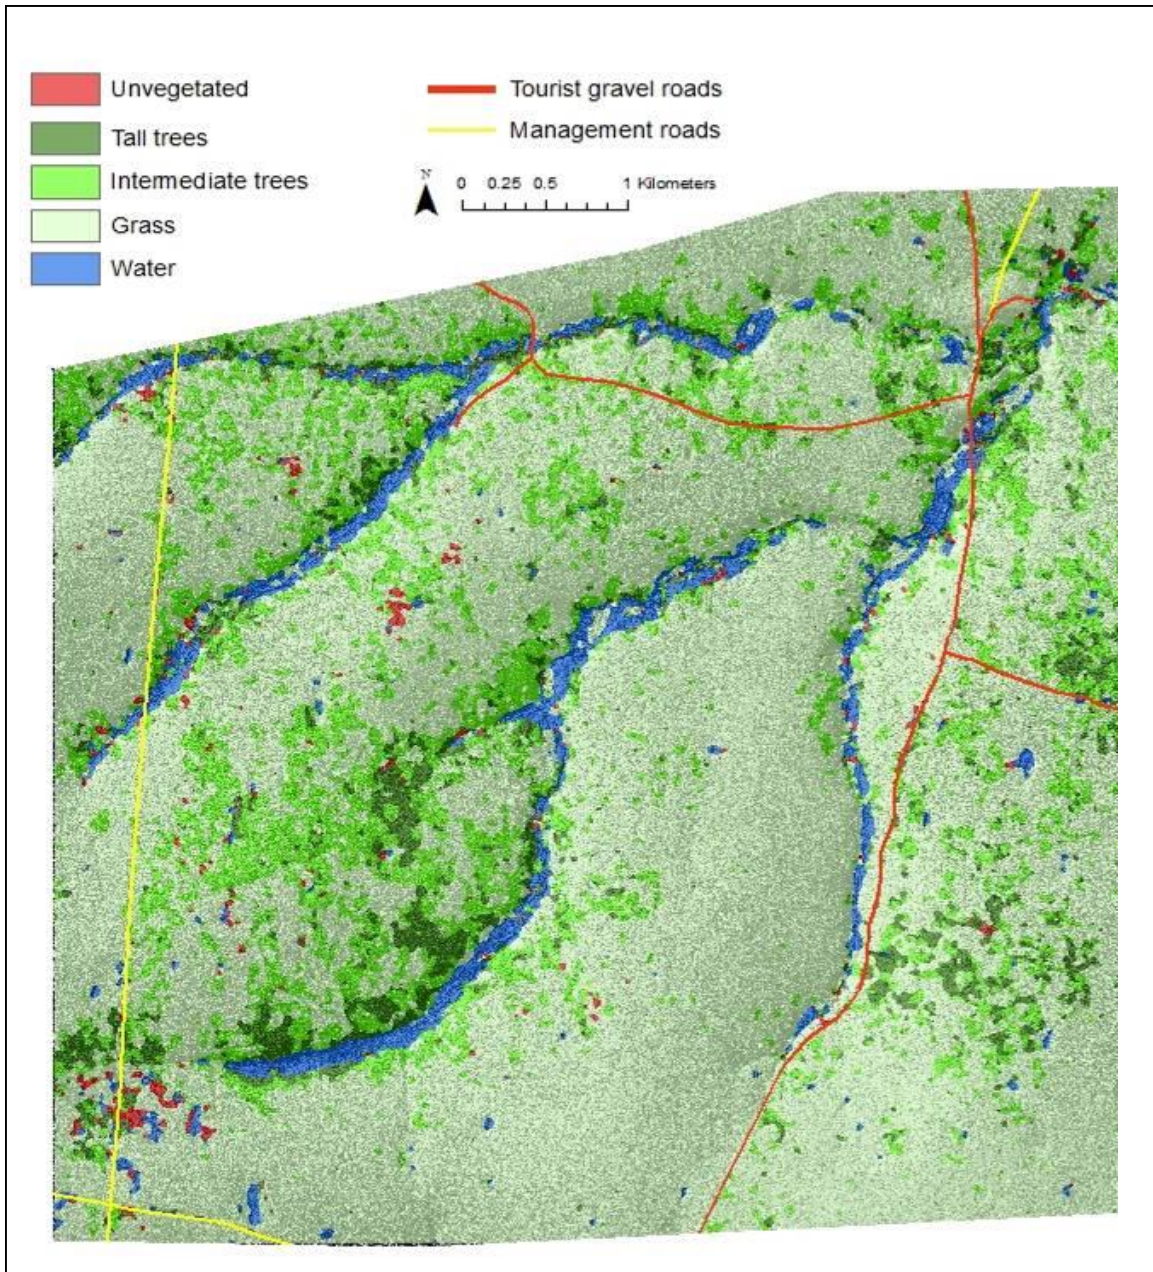 Unvegetated
Tall trees
Intermediate trees
Grass
Water
Tourist gravel roads
Management roads
N
0 0.25 0.5 1 Kilometers